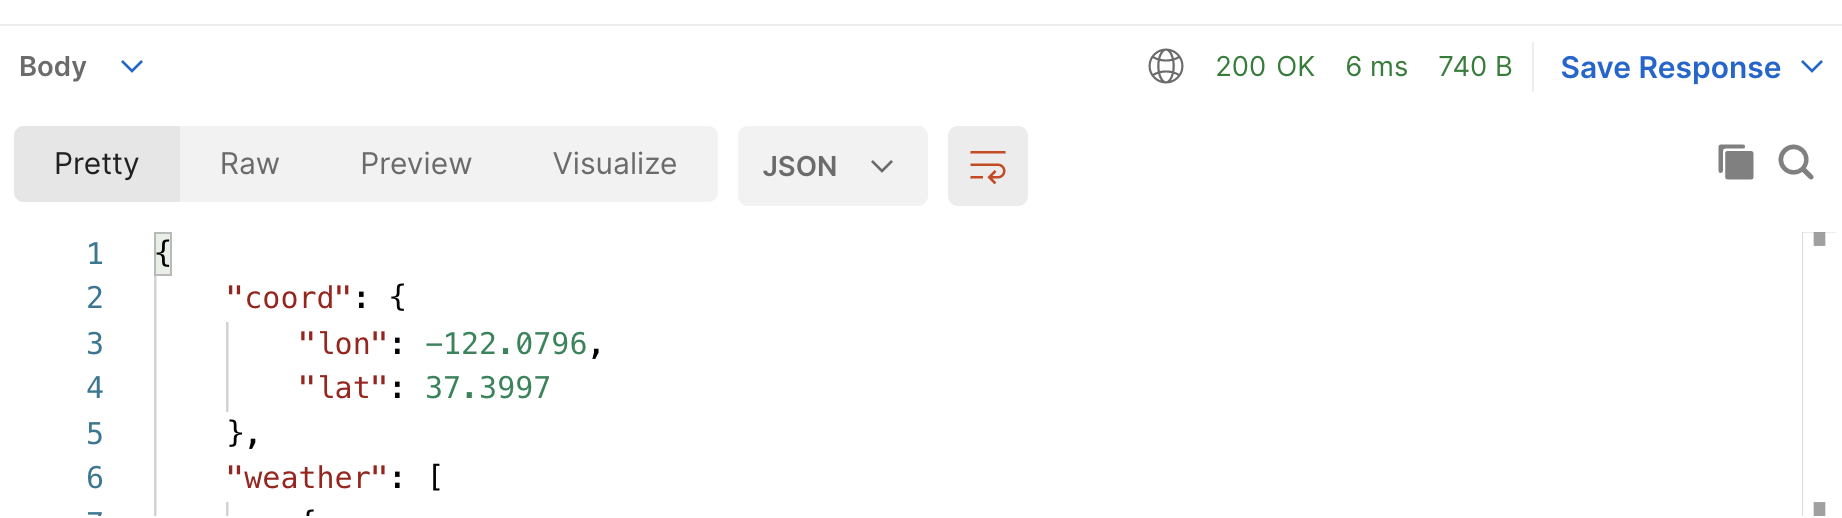 Body 200 OK 6 ms 740 B Save Response
Pretty Raw Preview Visualize JSON
1 {
2 "coord": {
3 "lon": -122.0796,
4 "lat": 37.3997
5 },
6 "weather": [